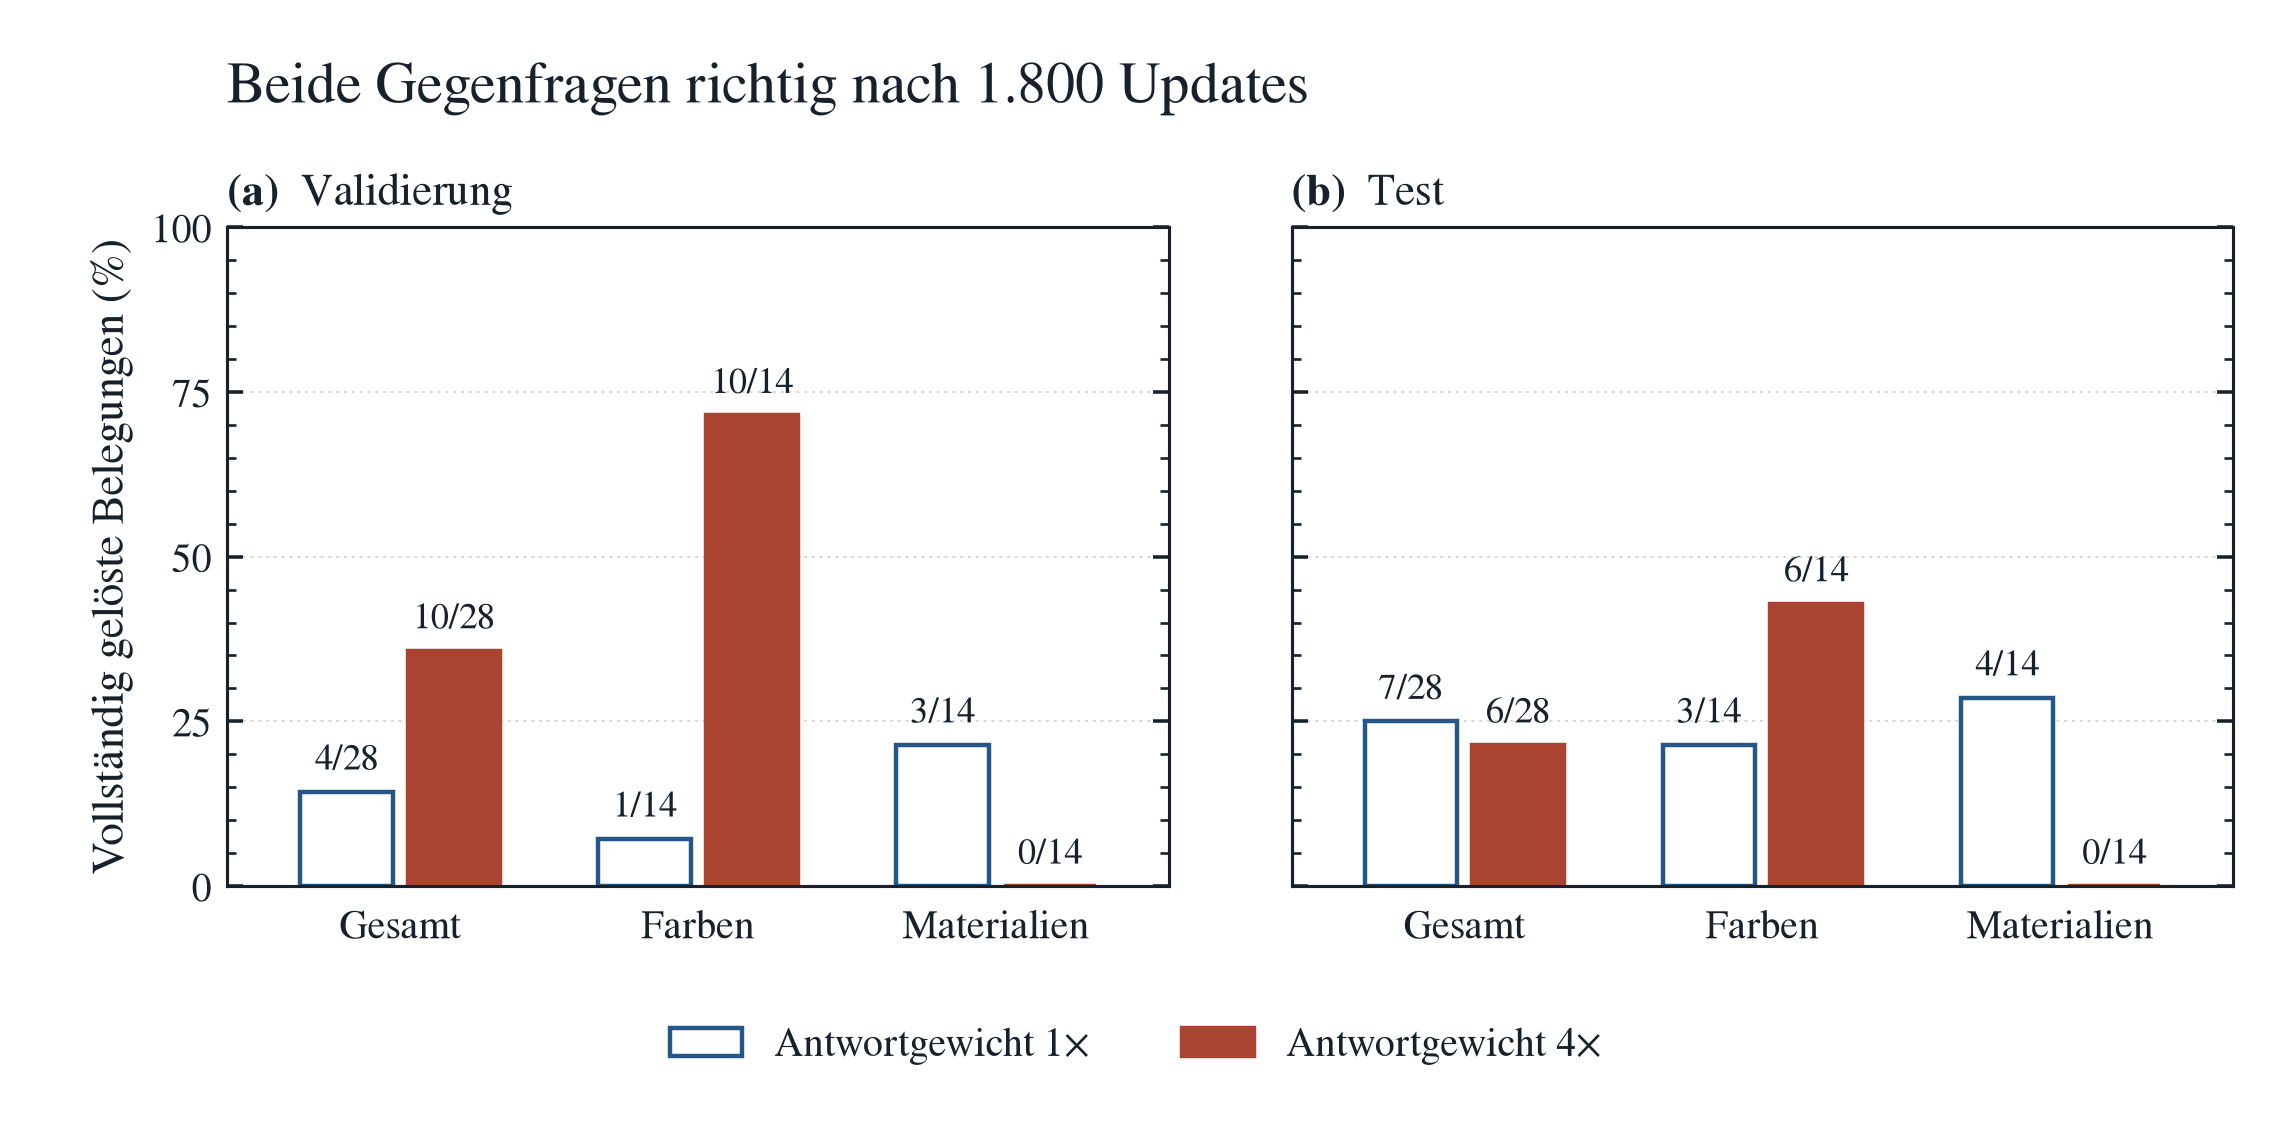 Beide Gegenfragen richtig nach 1.800 Updates
(a) Validierung
Vollständig gelöste Belegungen (%)
100
75
50
25
0
4/28
10/28
1/14
10/14
3/14
0/14
Gesamt
Farben
Materialien
(b) Test
7/28
6/28
3/14
6/14
4/14
0/14
Gesamt
Farben
Materialien
Antwortgewicht 1×
Antwortgewicht 4×